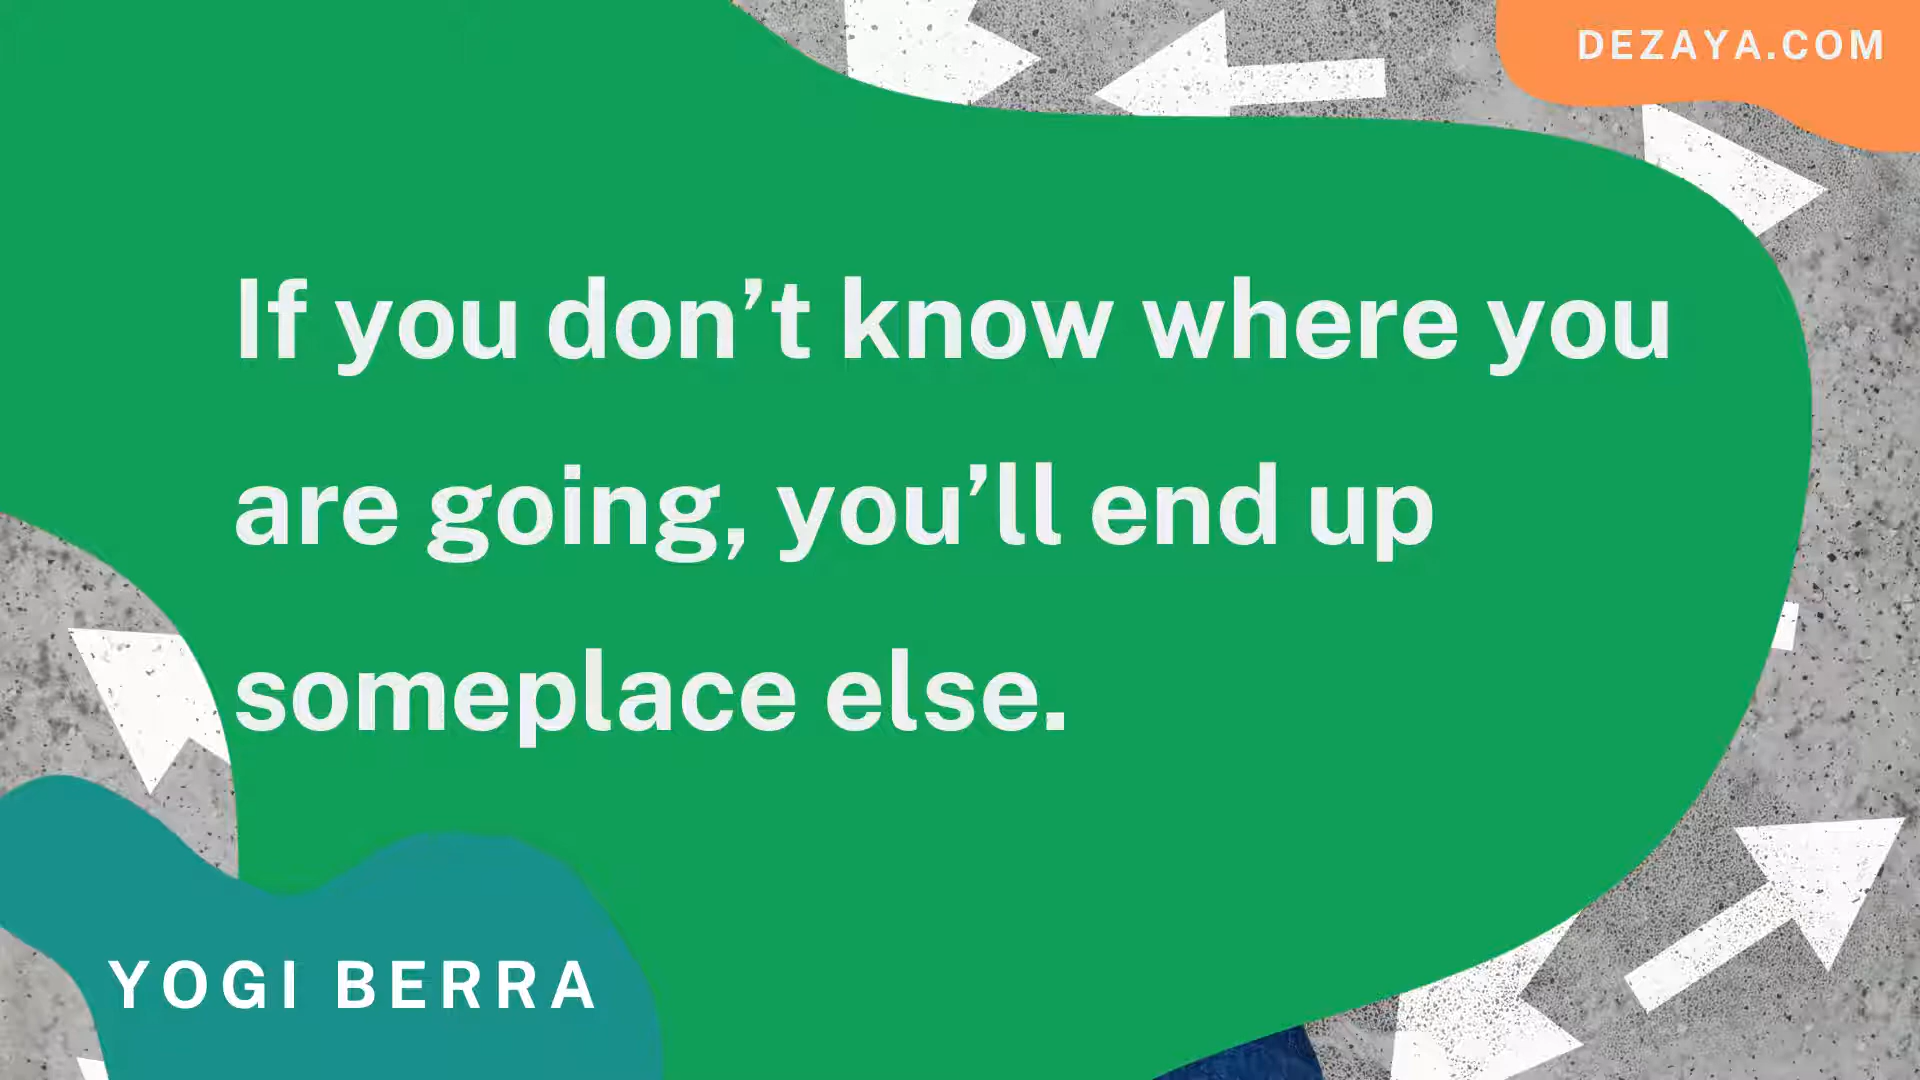 DEZAYA.COM
If you don’t know where you
are going, you’ll end up
someplace else.
YOGI BERRA